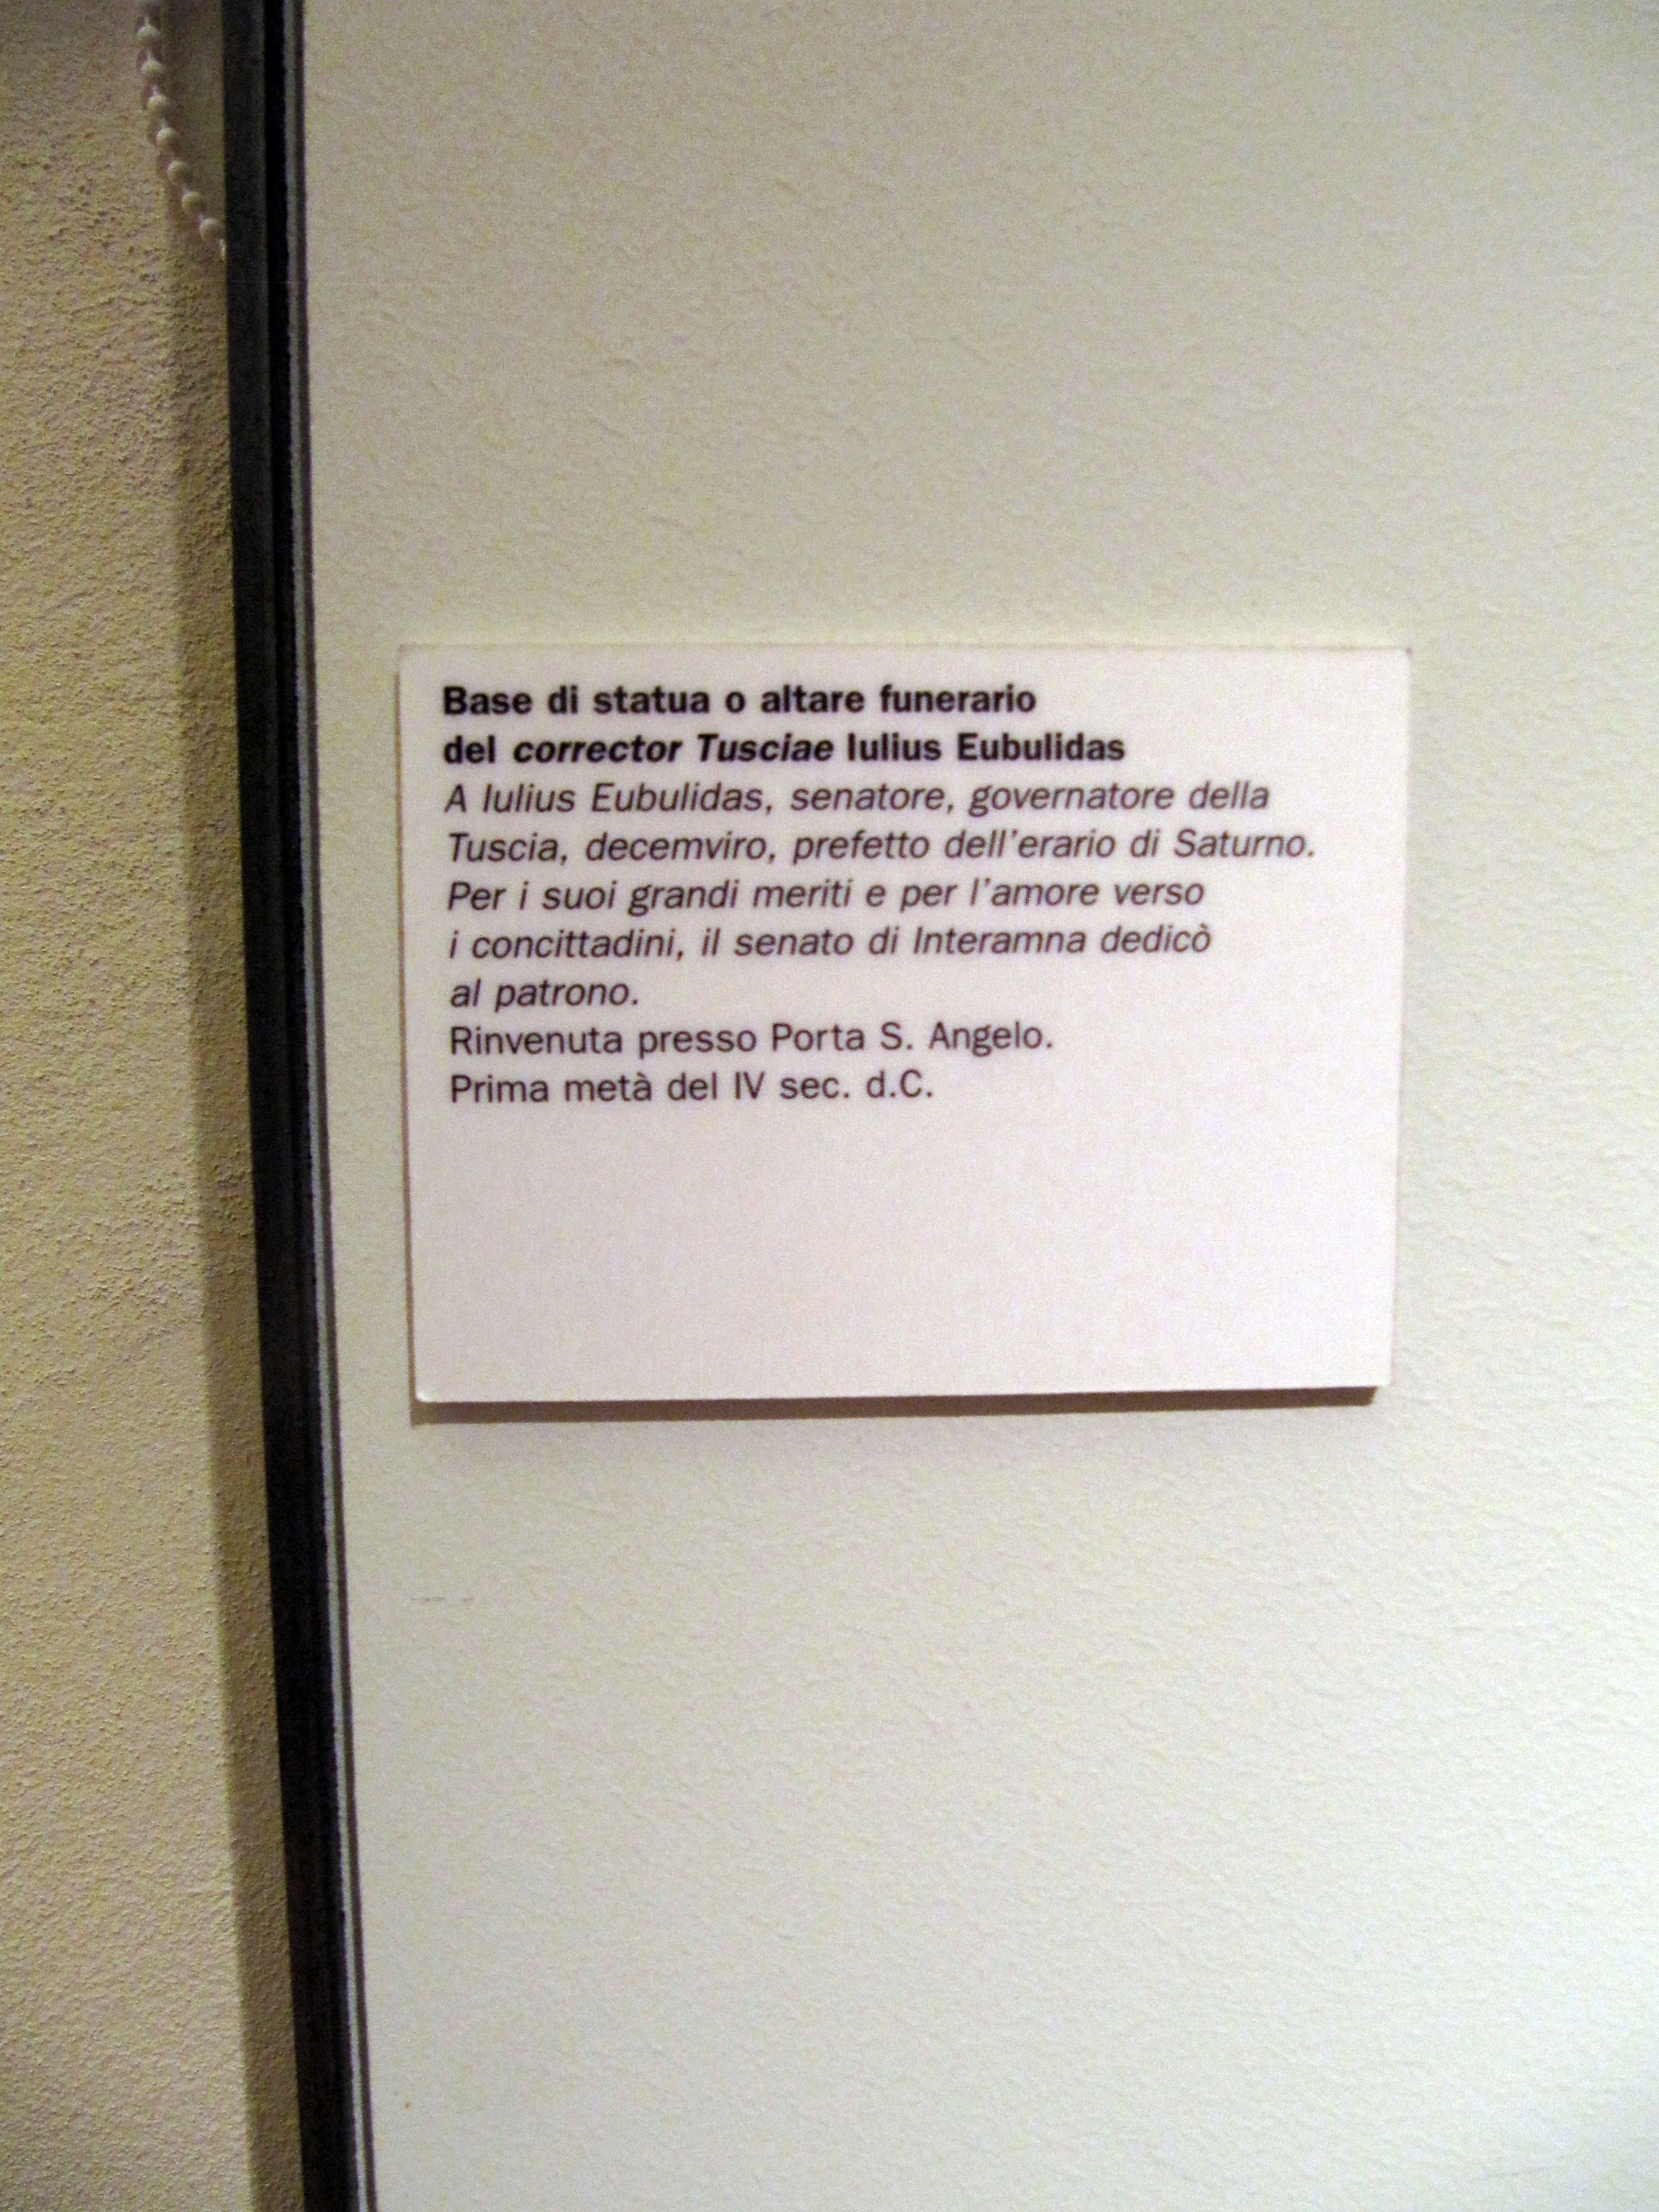 Base di statua o altare funerario
del corrector Tusciae Iulius Eubulidas
A Iulius Eubulidas, senatore, governatore della
Tuscia, decemviro, prefetto dell'erario di Saturno.
Per i suoi grandi meriti e per l'amore verso
i concittadini, il senato di Interamna dedicò
al patrono.
Rinvenuta presso Porta S. Angelo.
Prima metà del IV sec. d.C.